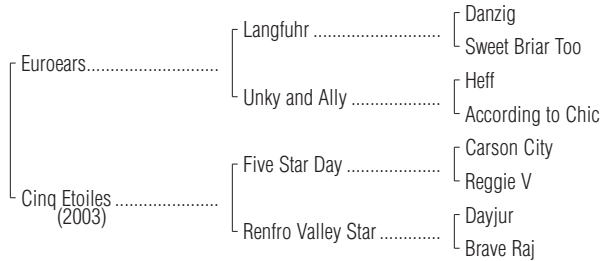 Danzig
Langfuhr
Sweet Briar Too
Euroears
Heff
Unky and Ally
According to Chic
Carson City
Five Star Day
Reggie V
Cinq Etoiles
(2003)
Dayjur
Renfro Valley Star
Brave Raj